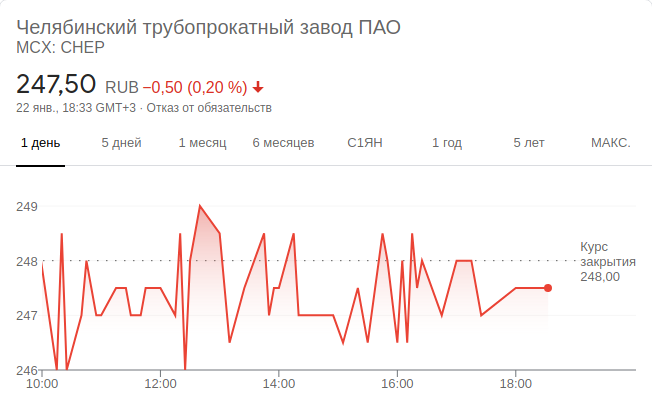 Челябинский трубопрокатный завод ПАО
MCX: CHEP
247,50 RUB −0,50 (0,20 %)
22 янв., 18:33 GMT+3 · Отказ от обязательств
1 день 5 дней 1 месяц 6 месяцев С1ЯН 1 год 5 лет МАКС.
249
248
247
246
Курс
закрытия
248,00
10:00 12:00 14:00 16:00 18:00